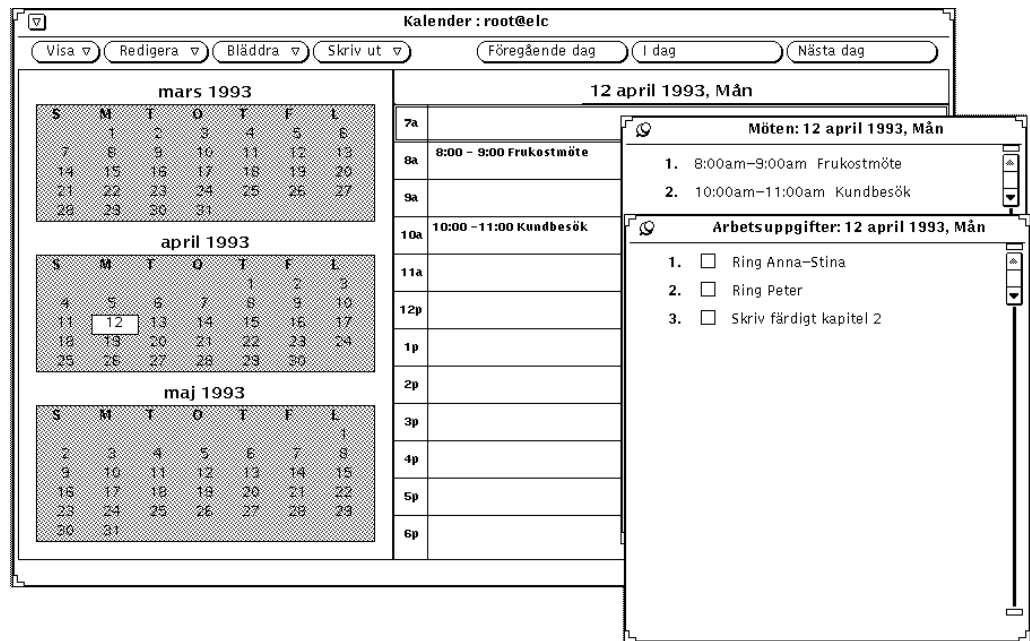 Kalender : root@elc
Visa Redigera Bläddra Skriv ut Föregående dag I dag Nästa dag
mars 1993
S M T O T F L
1 2 3 4 5 6
7 8 9 10 11 12 13
14 15 16 17 18 19 20
21 22 23 24 25 26 27
28 29 30 31
april 1993
S M T O T F L
1 2 3
4 5 6 7 8 9 10
11 12 13 14 15 16 17
18 19 20 21 22 23 24
25 26 27 28 29 30
maj 1993
S M T O T F L
1
2 3 4 5 6 7 8
9 10 11 12 13 14 15
16 17 18 19 20 21 22
23 24 25 26 27 28 29
30 31
12 april 1993, Mån
7a
8a 8:00 - 9:00 Frukostmöte
9a
10a 10:00 -11:00 Kundbesök
11a
12p
1p
2p
3p
4p
5p
6p
Möten: 12 april 1993, Mån
1. 8:00am-9:00am Frukostmöte
2. 10:00am-11:00am Kundbesök
Arbetsuppgifter: 12 april 1993, Mån
1. Ring Anna-Stina
2. Ring Peter
3. Skriv färdigt kapitel 2